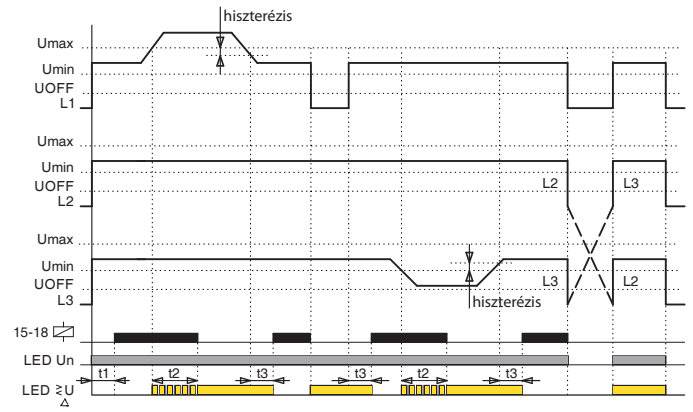 hiszterézis
Umax
Umin
UOFF
L1
Umax
Umin
UOFF
L2
L2 L3
Umax
Umin
UOFF
L3
L3 L2
hiszterézis
15-18
LED Un
t1 t2 t3 t3 t2 t3
LED ≷U